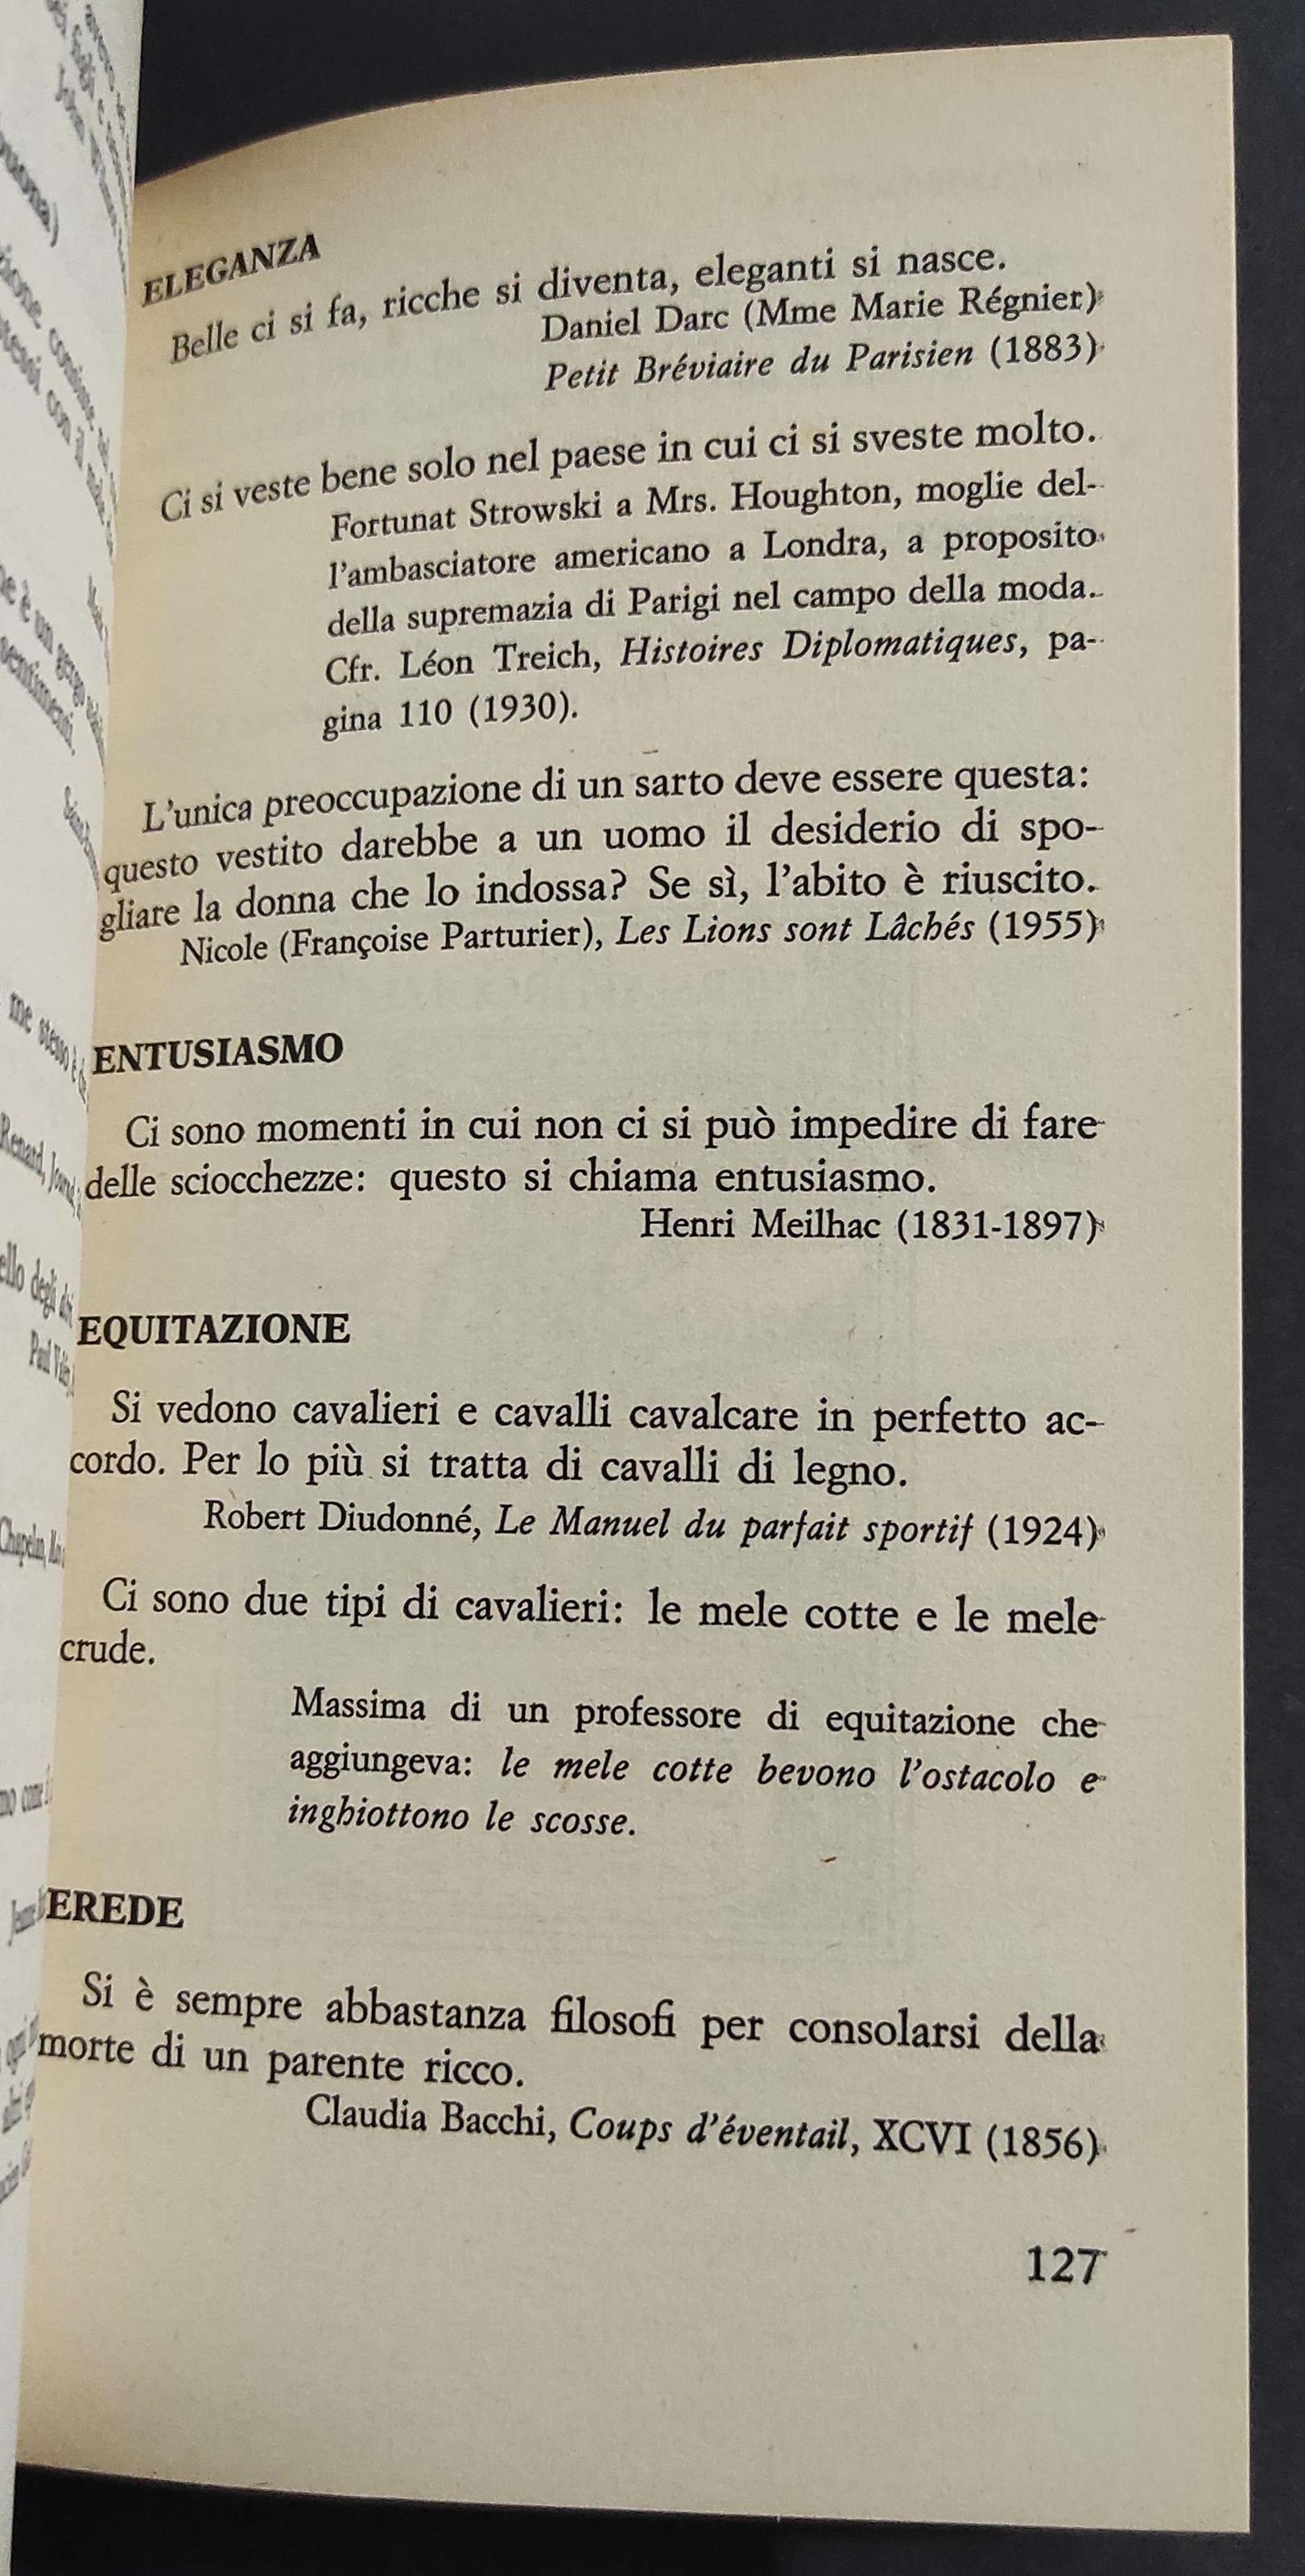 ELEGANZA
Belle ci si fa, ricche si diventa, eleganti si nasce.
Daniel Darc (Mme Marie Régnier)
Petit Bréviaire du Parisien (1883)
Ci si veste bene solo nel paese in cui ci si sveste molto.
Fortunat Strowski a Mrs. Houghton, moglie del-
l'ambasciatore americano a Londra, a proposito
della supremazia di Parigi nel campo della moda.
Cfr. Léon Treich, Histoires Diplomatiques, pa-
gina 110 (1930).
L'unica preoccupazione di un sarto deve essere questa:
questo vestito darebbe a un uomo il desiderio di spo-
gliare la donna che lo indossa? Se sì, l'abito è riuscito.
Nicole (Françoise Parturier), Les Lions sont Lâchés (1955)
ENTUSIASMO
Ci sono momenti in cui non ci si può impedire di fare
delle sciocchezze: questo si chiama entusiasmo.
Henri Meilhac (1831-1897)
EQUITAZIONE
Si vedono cavalieri e cavalli cavalcare in perfetto ac-
cordo. Per lo più si tratta di cavalli di legno.
Robert Diudonné, Le Manuel du parfait sportif (1924)
Ci sono due tipi di cavalieri: le mele cotte e le mele
crude.
Massima di un professore di equitazione che
aggiungeva: le mele cotte bevono l'ostacolo e
inghiottono le scosse.
EREDE
Si è sempre abbastanza filosofi per consolarsi della
morte di un parente ricco.
Claudia Bacchi, Coups d'éventail, XCVI (1856)
127